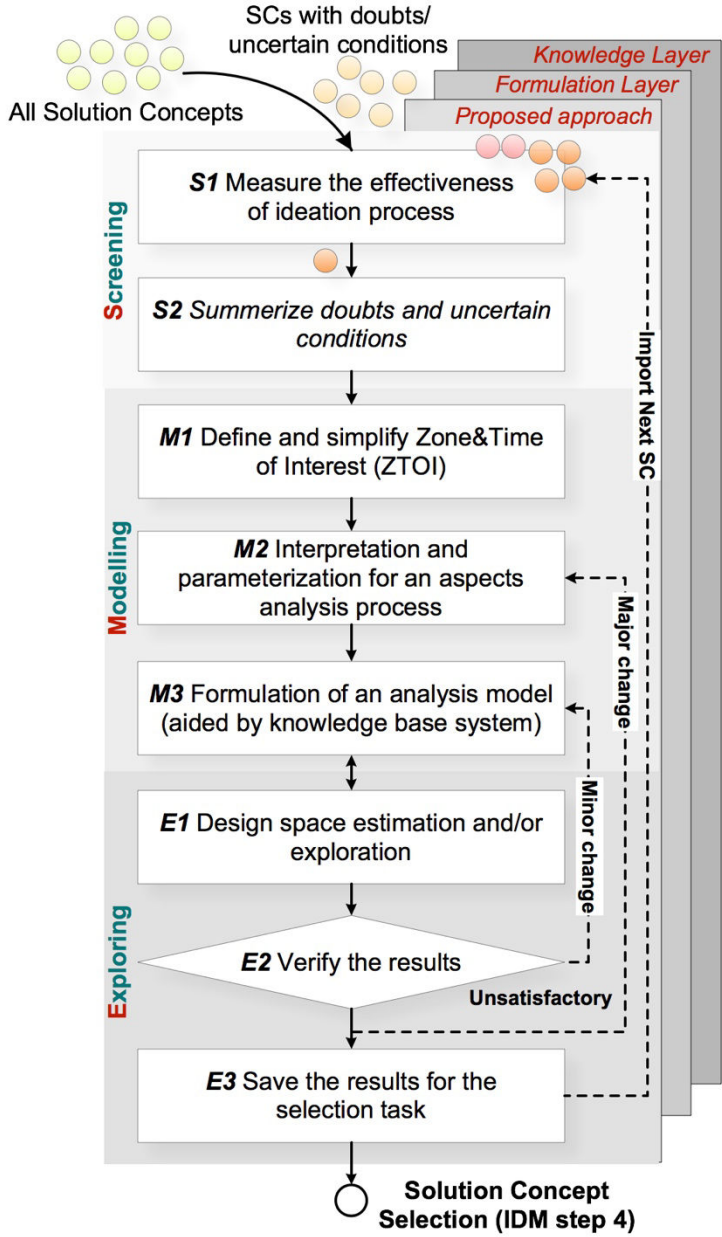 SCs with doubts/
uncertain conditions
All Solution Concepts
Knowledge Layer
Formulation Layer
Proposed approach
Screening
S1 Measure the effectiveness
of ideation process
S2 Summerize doubts and uncertain
conditions
Import Next SC
Modelling
M1 Define and simplify Zone&Time
of Interest (ZTOI)
M2 Interpretation and
parameterization for an aspects
analysis process
Major change
M3 Formulation of an analysis model
(aided by knowledge base system)
Minor change
Exploring
E1 Design space estimation and/or
exploration
E2 Verify the results
Unsatisfactory
E3 Save the results for the
selection task
Solution Concept
Selection (IDM step 4)